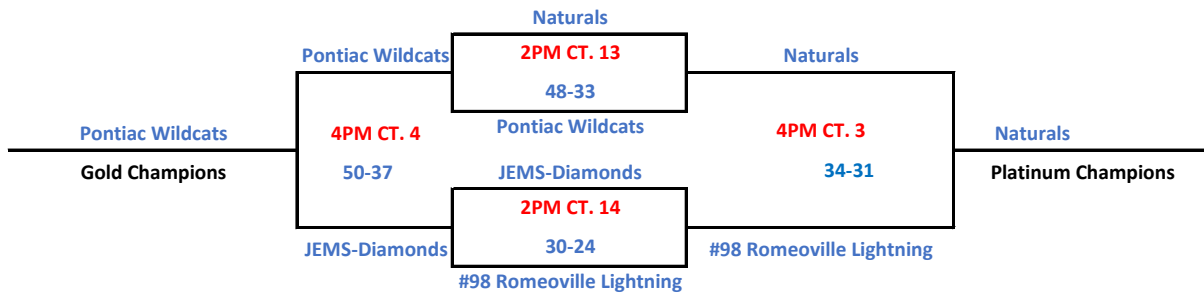 Naturals
Pontiac Wildcats 2PM CT. 13 Naturals
48-33
Pontiac Wildcats 4PM CT. 4 Pontiac Wildcats 4PM CT. 3 Naturals
Gold Champions 50-37 JEMS-Diamonds 34-31 Platinum Champions
2PM CT. 14
JEMS-Diamonds 30-24 #98 Romeoville Lightning
#98 Romeoville Lightning